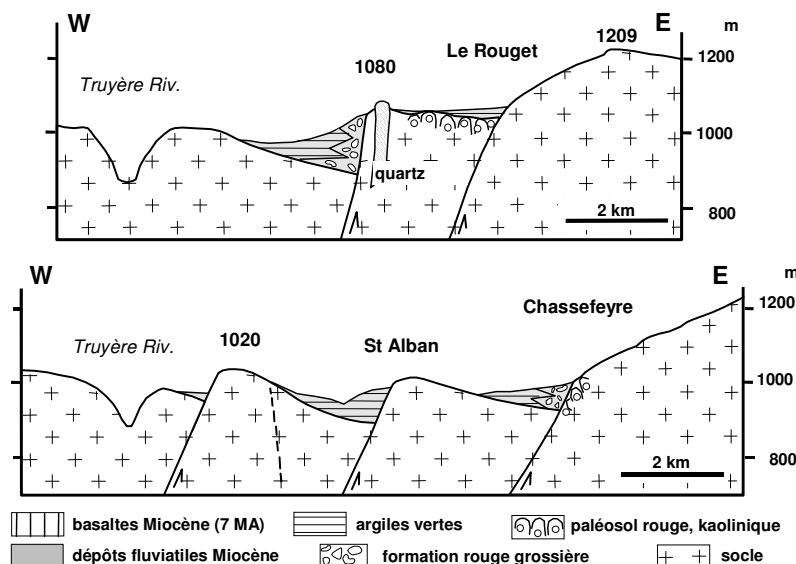 W E m
Le Rouget 1209
1080 1200
Truyère Riv.
1000
quartz
2 km 800
W E m
Chassefeyre 1200
Truyère Riv. 1020 St Alban
1000
2 km 800
basaltes Miocène (7 MA) argiles vertes paléosol rouge, kaolinique
dépôts fluviatiles Miocène formation rouge grossière socle